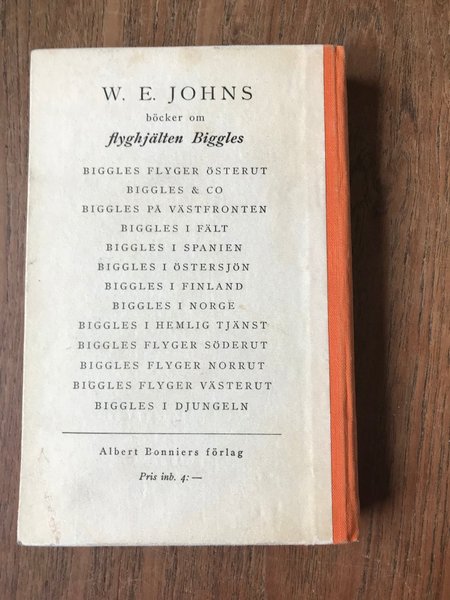 W. E. JOHNS
böcker om
flyghjälten Biggles
BIGGLES FLYGER ÖSTERUT
BIGGLES & CO
BIGGLES PÅ VÄSTFRONTEN
BIGGLES I FÄLT
BIGGLES I SPANIEN
BIGGLES I ÖSTERSJÖN
BIGGLES I FINLAND
BIGGLES I NORGE
BIGGLES I HEMLIG TJÄNST
BIGGLES FLYGER SÖDERUT
BIGGLES FLYGER NORRUT
BIGGLES FLYGER VÄSTERUT
BIGGLES I DJUNGELN
Albert Bonniers förlag
Pris inb. 4:—